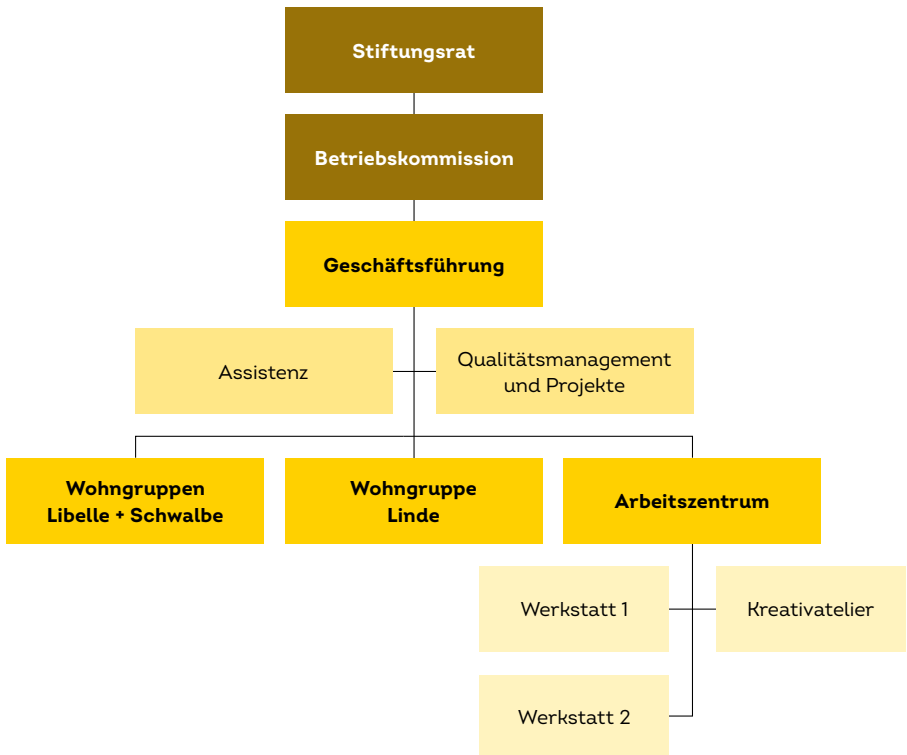 Stiftungsrat
Betriebskommission
Geschäftsführung
Assistenz
Qualitätsmanagement
und Projekte
Wohngruppen
Libelle + Schwalbe
Wohngruppe
Linde
Arbeitszentrum
Werkstatt 1
Kreativatelier
Werkstatt 2